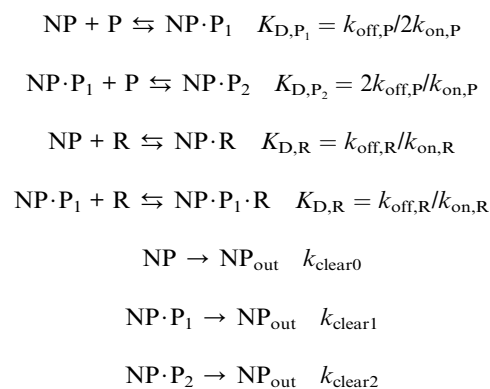 NP + P ⇆ NP·P₁ K_D,P₁ = k_off,P/2k_on,P
NP·P₁ + P ⇆ NP·P₂ K_D,P₂ = 2k_off,P/k_on,P
NP + R ⇆ NP·R K_D,R = k_off,R/k_on,R
NP·P₁ + R ⇆ NP·P₁·R K_D,R = k_off,R/k_on,R
NP → NP_out k_clear0
NP·P₁ → NP_out k_clear1
NP·P₂ → NP_out k_clear2